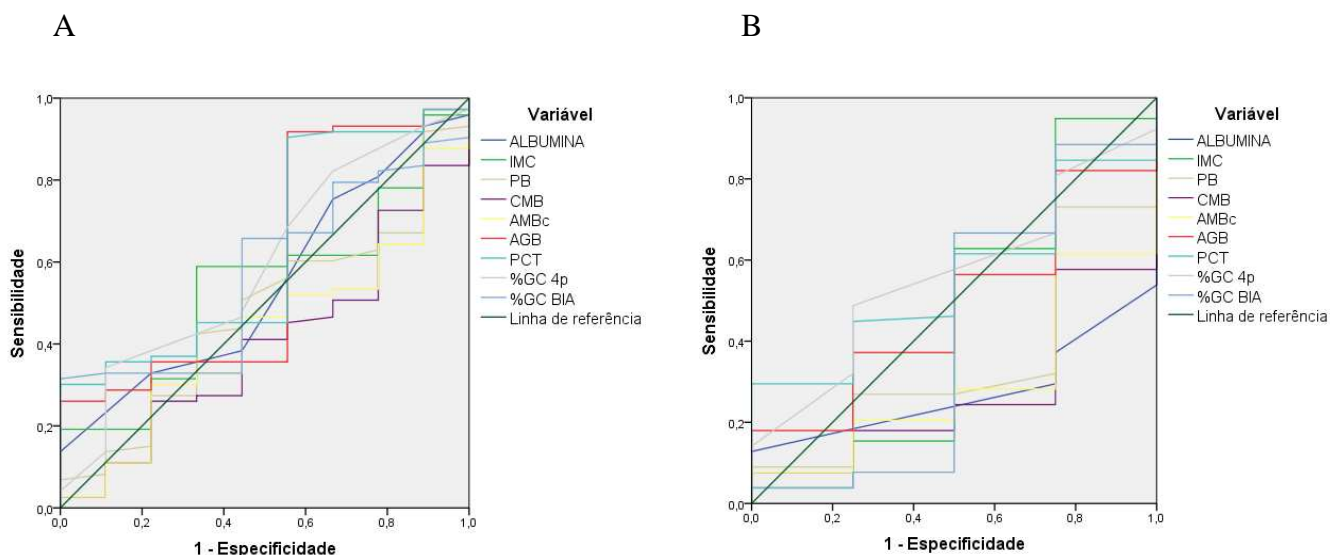 A
1,0
0,8
0,6
0,4
0,2
0,0
Sensibilidade
0,0 0,2 0,4 0,6 0,8 1,0
1 - Especificidade
Variável
ALBUMINA
IMC
PB
CMB
AMBc
AGB
PCT
%GC 4p
%GC BIA
Linha de referência
B
1,0
0,8
0,6
0,4
0,2
0,0
Sensibilidade
0,0 0,2 0,4 0,6 0,8 1,0
1 - Especificidade
Variável
ALBUMINA
IMC
PB
CMB
AMBc
AGB
PCT
%GC 4p
%GC BIA
Linha de referência